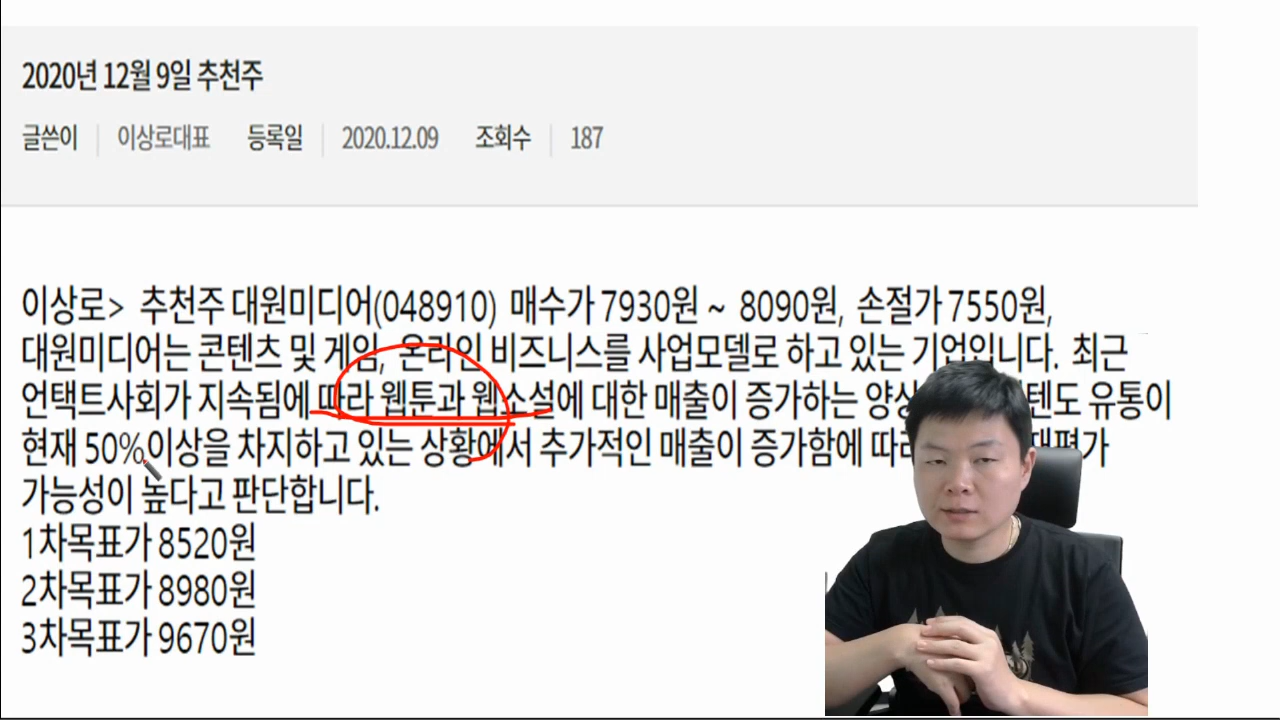 2020년 12월 9일 추천주
글쓴이 이상로대표 등록일 2020.12.09 조회수 187
이상로> 추천주 대원미디어(048910) 매수가 7930원 ~ 8090원, 손절가 7550원,
대원미디어는 콘텐츠 및 게임, 온라인 비즈니스를 사업모델로 하고 있는 기업입니다. 최근
언택트사회가 지속됨에 따라 웹툰과 웹소설에 대한 매출이 증가하는 유통이
현재 50%이상을 차지하고 있는 상황에서 추가적인 매출이 증가함에
가능성이 높다고 판단합니다.
1차목표가 8520원
2차목표가 8980원
3차목표가 9670원